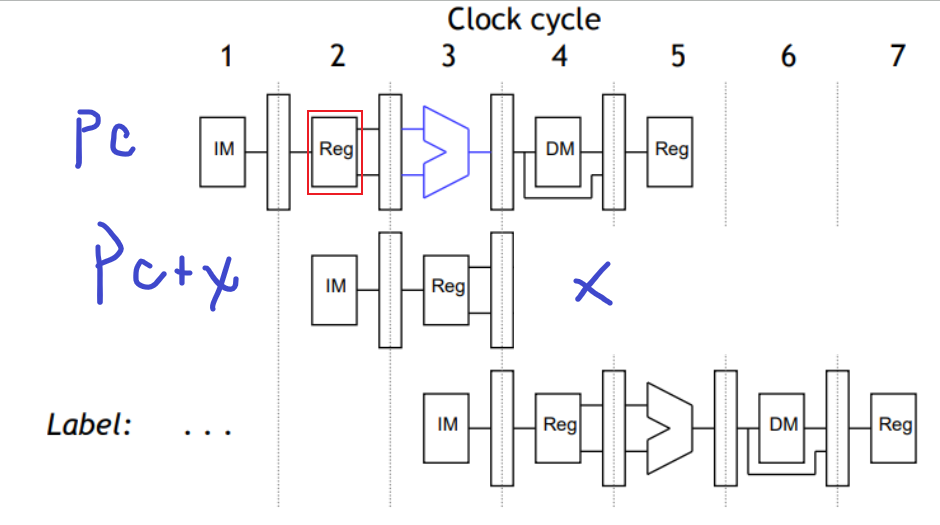 Clock cycle
1 2 3 4 5 6 7
Pc IM Reg DM Reg
Pc+x IM Reg x
Label: ... IM Reg DM Reg